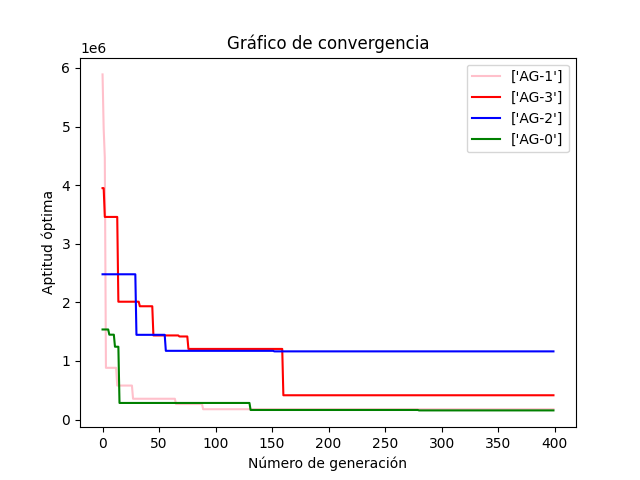 Gráfico de convergencia
1e6
6
5
4
3
2
1
0
Aptitud óptima
['AG-1']
['AG-3']
['AG-2']
['AG-0']
0 50 100 150 200 250 300 350 400
Número de generación